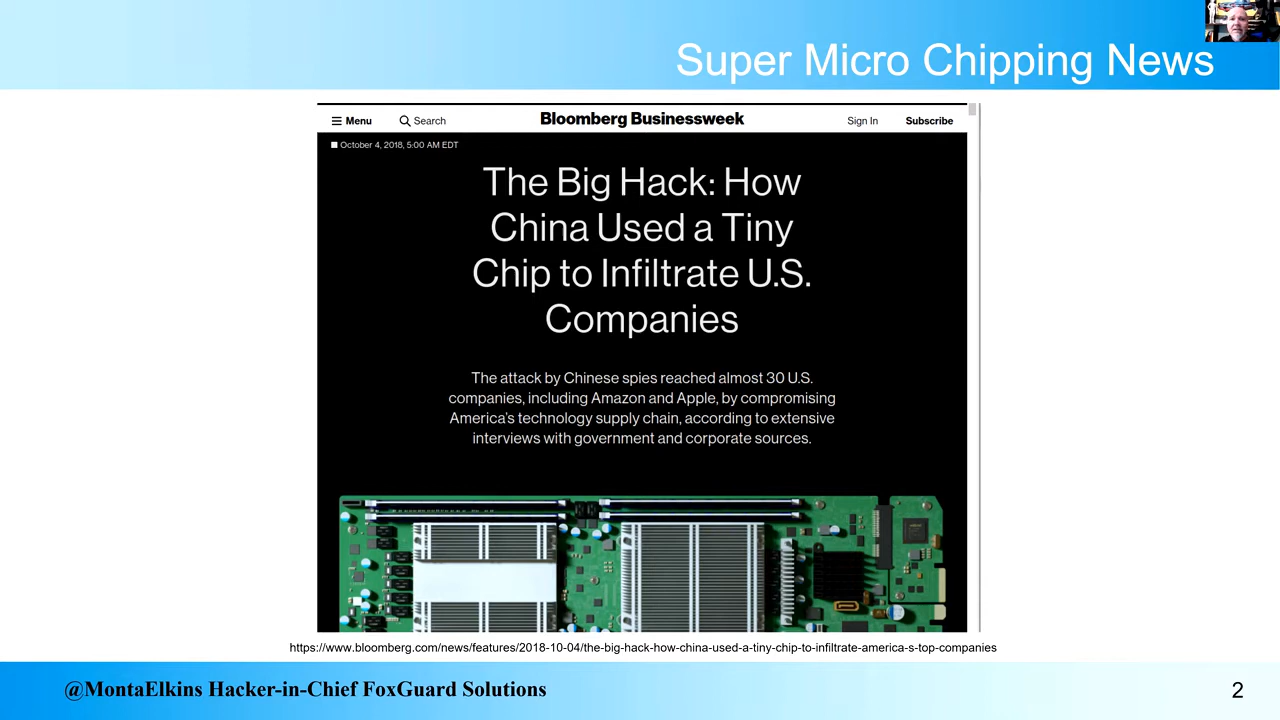 Super Micro Chipping News
Menu Search Bloomberg Businessweek Sign In Subscribe
October 4, 2018, 5:00 AM EDT
The Big Hack: How
China Used a Tiny
Chip to Infiltrate U.S.
Companies
The attack by Chinese spies reached almost 30 U.S.
companies, including Amazon and Apple, by compromising
America's technology supply chain, according to extensive
interviews with government and corporate sources.
https://www.bloomberg.com/news/features/2018-10-04/the-big-hack-how-china-used-a-tiny-chip-to-infiltrate-america-s-top-companies
@MontaElkins Hacker-in-Chief FoxGuard Solutions 2